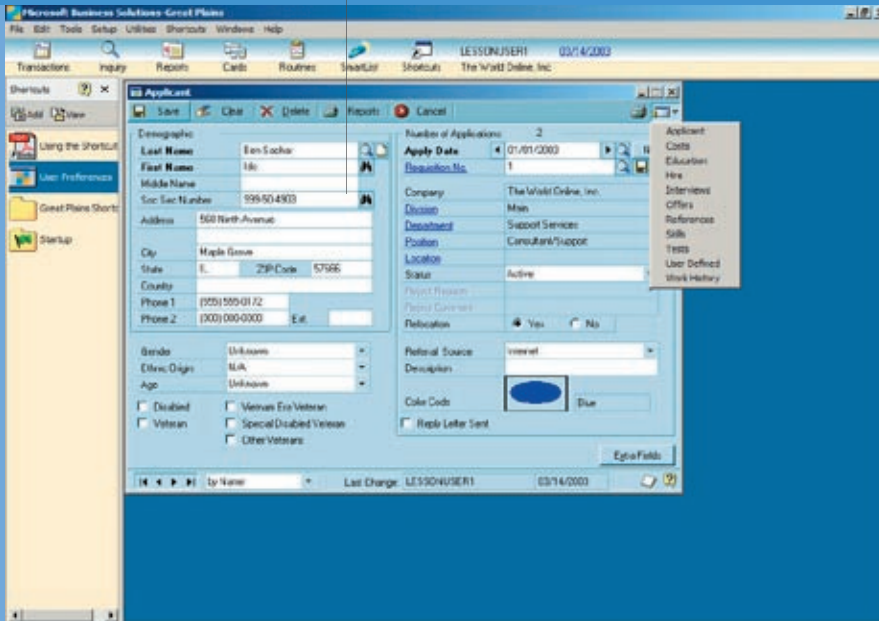 Microsoft Business Solutions-Great Plains
File Edit Tools Setup Utilities Shortcuts Windows Help
Transactions Inquiry Reports Cards Routines SmartList Shortcuts
LESSONUSER1 03/14/2003
The World Online, Inc.
Shortcuts
Add View
Using the Shortcut
User Preferences
Great Plains Shortc
Startup
Applicant
Save Clear Delete Reports Cancel
Demographic
Last Name Ben-Sachar
First Name Ido
Middle Name
Soc Sec Number 999-50-4903
Address 568 Ninth Avenue
City Maple Grove
State IL ZIP Code 57566
County
Phone 1 (555) 555-0172
Phone 2 (000) 000-0000 Ext.
Gender Unknown
Ethnic Origin N/A
Age Unknown
Disabled Vietnam Era Veteran
Veteran Special Disabled Veteran
Other Veterans
Number of Applications: 2
Apply Date 01/01/2003
Requisition No. 1
Company The World Online, Inc.
Division Main
Department Support Services
Position Consultant/Support
Location
Status Active
Reject Reason
Reject Comment
Relocation Yes No
Referral Source Internet
Description
Color Code Blue
Reply Letter Sent
Extra Fields
by Name Last Change: LESSONUSER1 03/14/2003
Applicant
Costs
Education
Hire
Interviews
Offers
References
Skills
Tests
User Defined
Work History